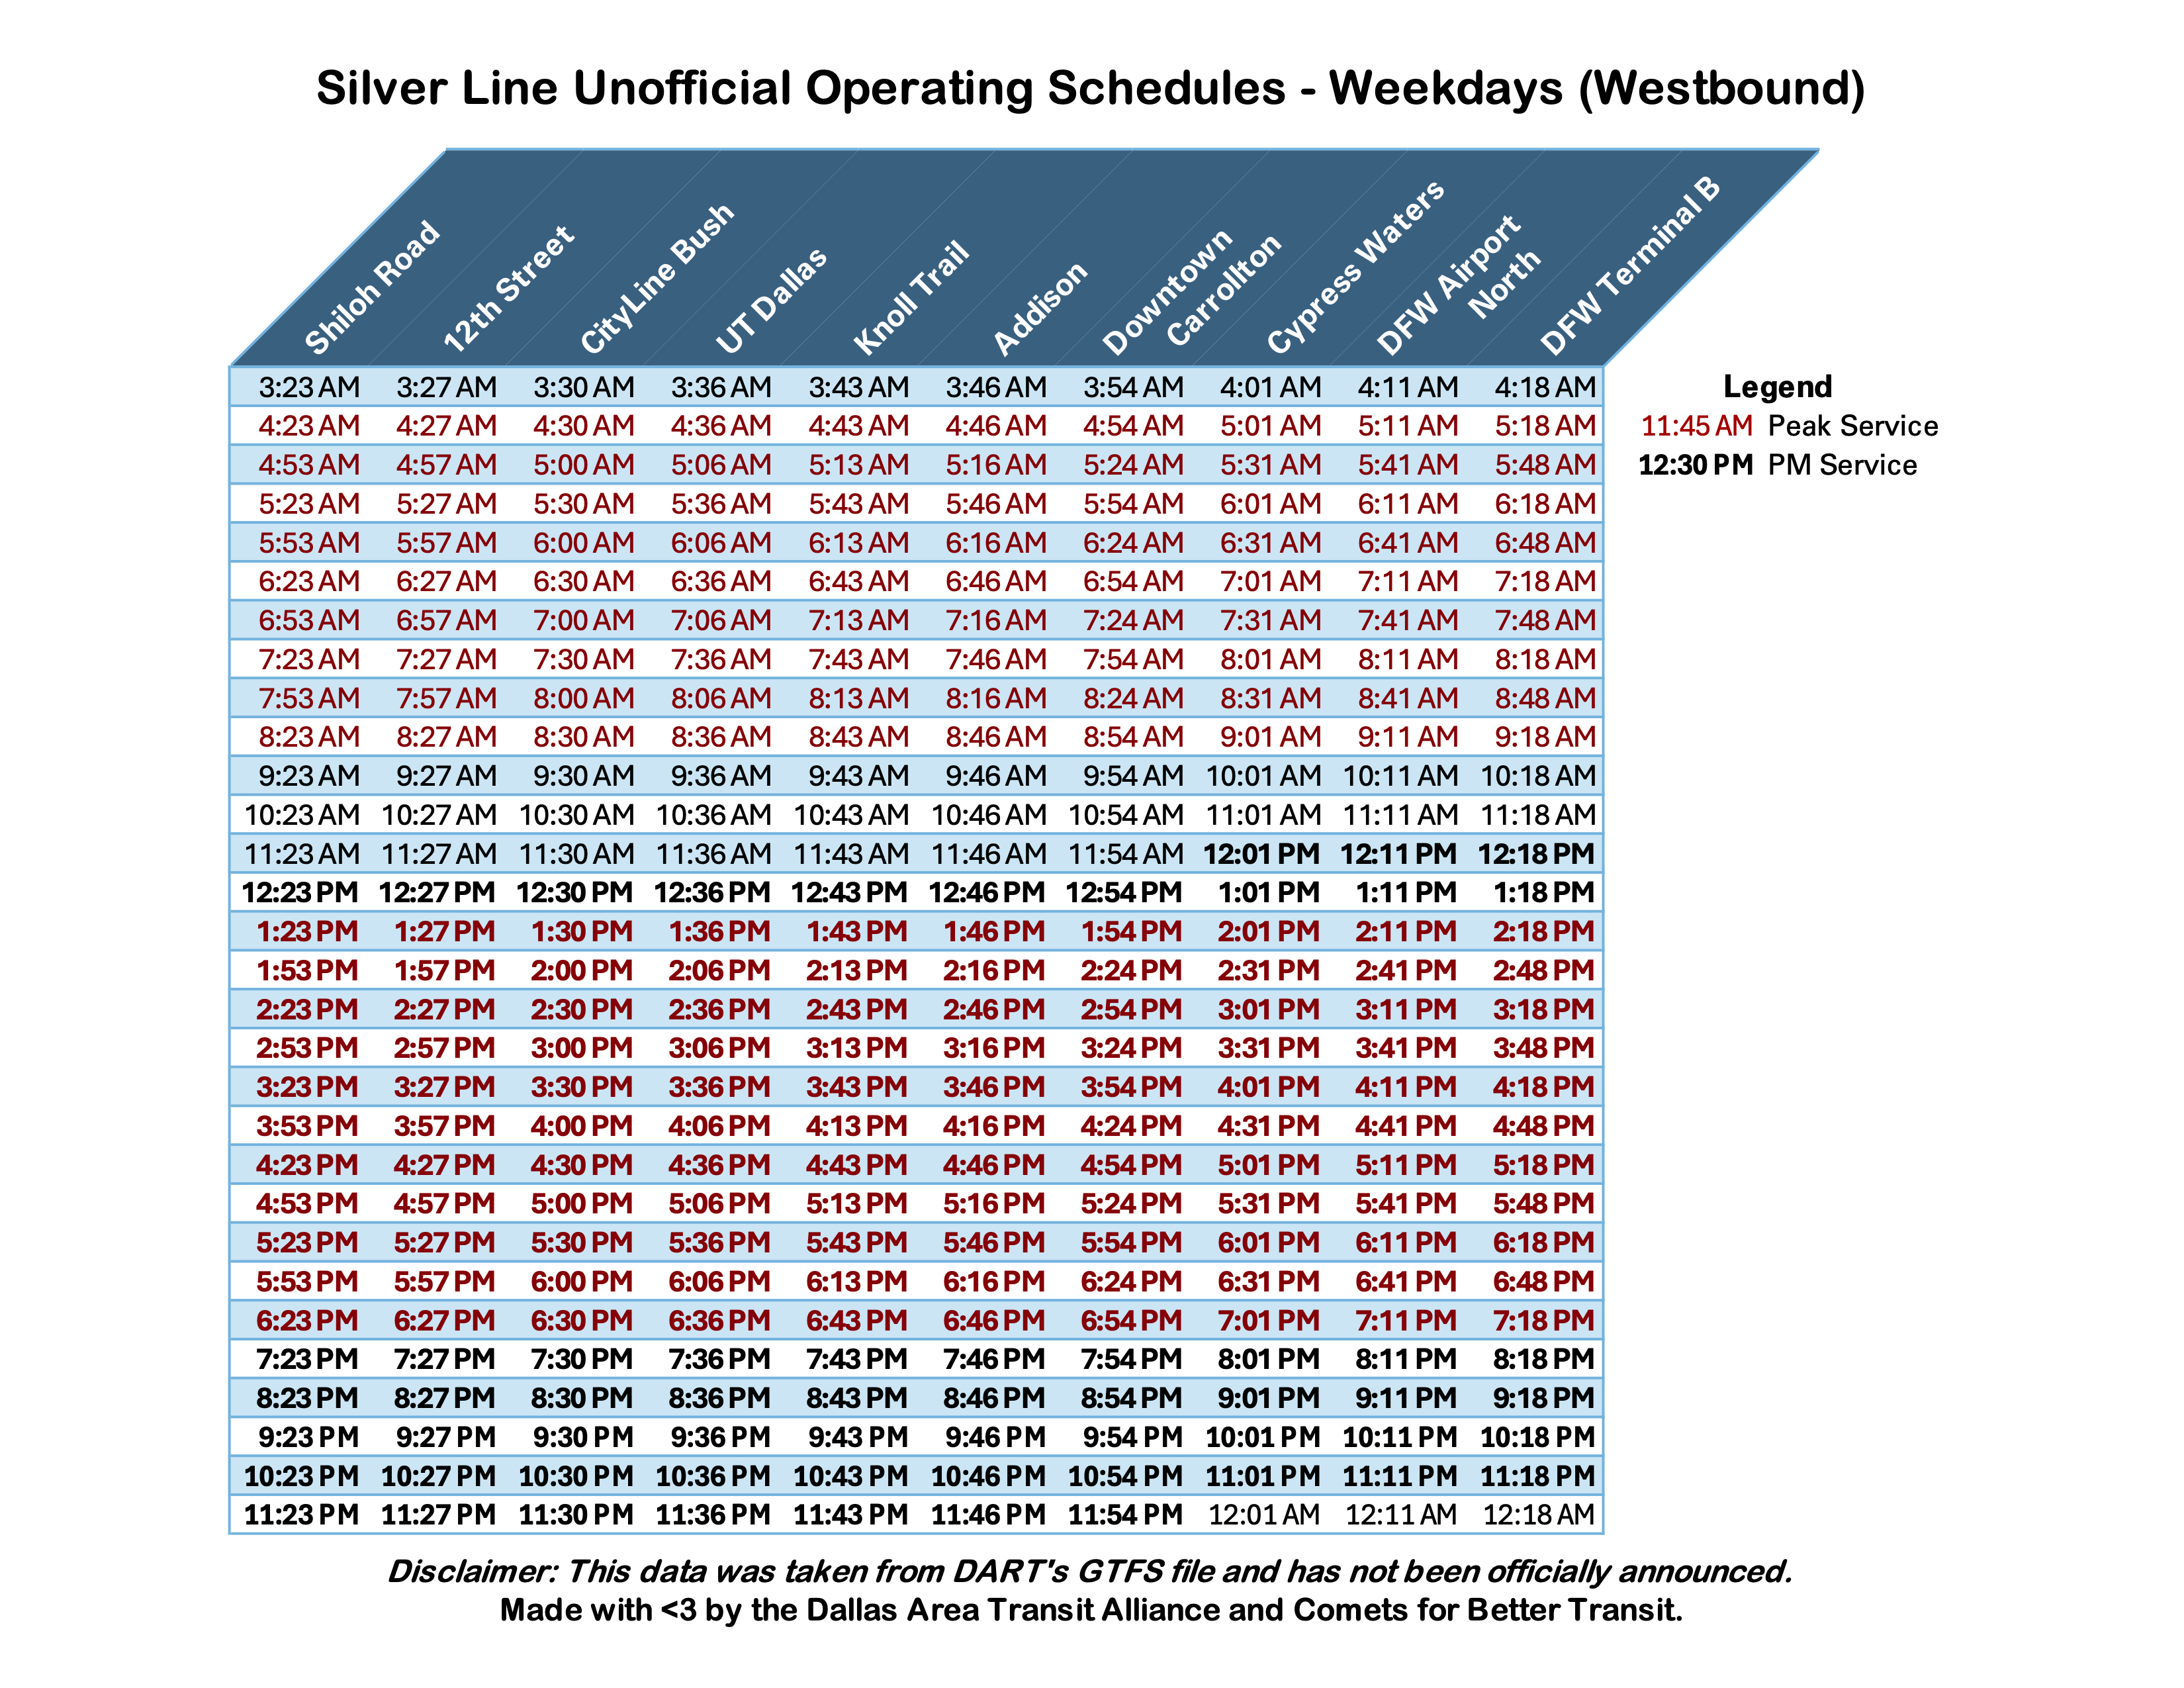 Silver Line Unofficial Operating Schedules - Weekdays (Westbound)
Shiloh Road
12th Street
CityLine Bush
UT Dallas
Knoll Trail
Addison
Downtown
Carrollton
Cypress Waters
DFW Airport
North
DFW Terminal B
3:23 AM 3:27 AM 3:30 AM 3:36 AM 3:43 AM 3:46 AM 3:54 AM 4:01 AM 4:11 AM 4:18 AM
Legend
4:23 AM 4:27 AM 4:30 AM 4:36 AM 4:43 AM 4:46 AM 4:54 AM 5:01 AM 5:11 AM 5:18 AM
11:45 AM Peak Service
4:53 AM 4:57 AM 5:00 AM 5:06 AM 5:13 AM 5:16 AM 5:24 AM 5:31 AM 5:41 AM 5:48 AM
12:30 PM PM Service
5:23 AM 5:27 AM 5:30 AM 5:36 AM 5:43 AM 5:46 AM 5:54 AM 6:01 AM 6:11 AM 6:18 AM
5:53 AM 5:57 AM 6:00 AM 6:06 AM 6:13 AM 6:16 AM 6:24 AM 6:31 AM 6:41 AM 6:48 AM
6:23 AM 6:27 AM 6:30 AM 6:36 AM 6:43 AM 6:46 AM 6:54 AM 7:01 AM 7:11 AM 7:18 AM
6:53 AM 6:57 AM 7:00 AM 7:06 AM 7:13 AM 7:16 AM 7:24 AM 7:31 AM 7:41 AM 7:48 AM
7:23 AM 7:27 AM 7:30 AM 7:36 AM 7:43 AM 7:46 AM 7:54 AM 8:01 AM 8:11 AM 8:18 AM
7:53 AM 7:57 AM 8:00 AM 8:06 AM 8:13 AM 8:16 AM 8:24 AM 8:31 AM 8:41 AM 8:48 AM
8:23 AM 8:27 AM 8:30 AM 8:36 AM 8:43 AM 8:46 AM 8:54 AM 9:01 AM 9:11 AM 9:18 AM
9:23 AM 9:27 AM 9:30 AM 9:36 AM 9:43 AM 9:46 AM 9:54 AM 10:01 AM 10:11 AM 10:18 AM
10:23 AM 10:27 AM 10:30 AM 10:36 AM 10:43 AM 10:46 AM 10:54 AM 11:01 AM 11:11 AM 11:18 AM
11:23 AM 11:27 AM 11:30 AM 11:36 AM 11:43 AM 11:46 AM 11:54 AM 12:01 PM 12:11 PM 12:18 PM
12:23 PM 12:27 PM 12:30 PM 12:36 PM 12:43 PM 12:46 PM 12:54 PM 1:01 PM 1:11 PM 1:18 PM
1:23 PM 1:27 PM 1:30 PM 1:36 PM 1:43 PM 1:46 PM 1:54 PM 2:01 PM 2:11 PM 2:18 PM
1:53 PM 1:57 PM 2:00 PM 2:06 PM 2:13 PM 2:16 PM 2:24 PM 2:31 PM 2:41 PM 2:48 PM
2:23 PM 2:27 PM 2:30 PM 2:36 PM 2:43 PM 2:46 PM 2:54 PM 3:01 PM 3:11 PM 3:18 PM
2:53 PM 2:57 PM 3:00 PM 3:06 PM 3:13 PM 3:16 PM 3:24 PM 3:31 PM 3:41 PM 3:48 PM
3:23 PM 3:27 PM 3:30 PM 3:36 PM 3:43 PM 3:46 PM 3:54 PM 4:01 PM 4:11 PM 4:18 PM
3:53 PM 3:57 PM 4:00 PM 4:06 PM 4:13 PM 4:16 PM 4:24 PM 4:31 PM 4:41 PM 4:48 PM
4:23 PM 4:27 PM 4:30 PM 4:36 PM 4:43 PM 4:46 PM 4:54 PM 5:01 PM 5:11 PM 5:18 PM
4:53 PM 4:57 PM 5:00 PM 5:06 PM 5:13 PM 5:16 PM 5:24 PM 5:31 PM 5:41 PM 5:48 PM
5:23 PM 5:27 PM 5:30 PM 5:36 PM 5:43 PM 5:46 PM 5:54 PM 6:01 PM 6:11 PM 6:18 PM
5:53 PM 5:57 PM 6:00 PM 6:06 PM 6:13 PM 6:16 PM 6:24 PM 6:31 PM 6:41 PM 6:48 PM
6:23 PM 6:27 PM 6:30 PM 6:36 PM 6:43 PM 6:46 PM 6:54 PM 7:01 PM 7:11 PM 7:18 PM
7:23 PM 7:27 PM 7:30 PM 7:36 PM 7:43 PM 7:46 PM 7:54 PM 8:01 PM 8:11 PM 8:18 PM
8:23 PM 8:27 PM 8:30 PM 8:36 PM 8:43 PM 8:46 PM 8:54 PM 9:01 PM 9:11 PM 9:18 PM
9:23 PM 9:27 PM 9:30 PM 9:36 PM 9:43 PM 9:46 PM 9:54 PM 10:01 PM 10:11 PM 10:18 PM
10:23 PM 10:27 PM 10:30 PM 10:36 PM 10:43 PM 10:46 PM 10:54 PM 11:01 PM 11:11 PM 11:18 PM
11:23 PM 11:27 PM 11:30 PM 11:36 PM 11:43 PM 11:46 PM 11:54 PM 12:01 AM 12:11 AM 12:18 AM
Disclaimer: This data was taken from DART's GTFS file and has not been officially announced.
Made with <3 by the Dallas Area Transit Alliance and Comets for Better Transit.